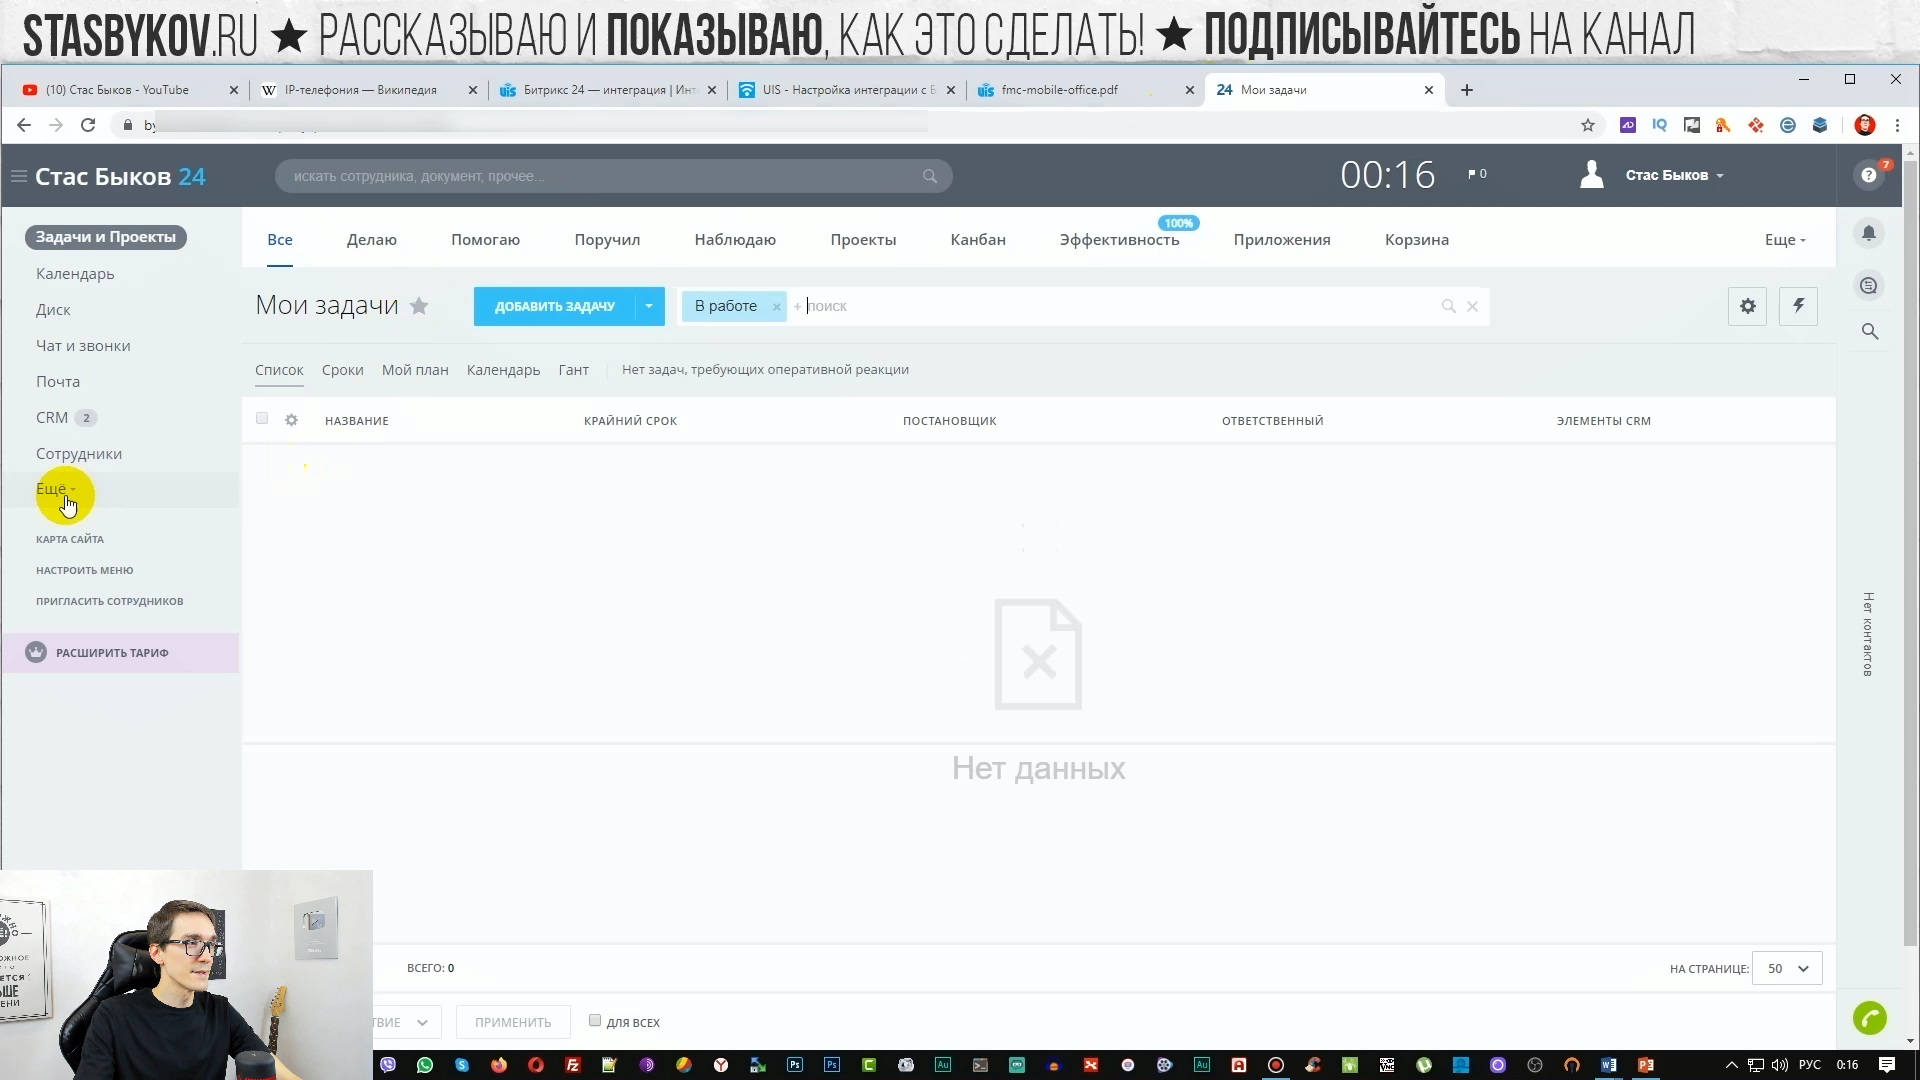 STASBYKOV.RU ★ РАССКАЗЫВАЮ И ПОКАЗЫВАЮ, КАК ЭТО СДЕЛАТЬ! ★ ПОДПИСЫВАЙТЕСЬ НА КАНАЛ
(10) Стас Быков - YouTube
IP-телефония — Википедия
Битрикс 24 — интеграция | Инт
UIS - Настройка интеграции с Б
fmc-mobile-office.pdf
24 Мои задачи
by
Стас Быков 24
искать сотрудника, документ, прочее...
00:16
0
Стас Быков
7
Задачи и Проекты
Календарь
Диск
Чат и звонки
Почта
CRM 2
Сотрудники
Ещё
КАРТА САЙТА
НАСТРОИТЬ МЕНЮ
ПРИГЛАСИТЬ СОТРУДНИКОВ
РАСШИРИТЬ ТАРИФ
Все
Делаю
Помогаю
Поручил
Наблюдаю
Проекты
Канбан
Эффективность
100%
Приложения
Корзина
Еще
Мои задачи
ДОБАВИТЬ ЗАДАЧУ
В работе
+ поиск
Список
Сроки
Мой план
Календарь
Гант
Нет задач, требующих оперативной реакции
НАЗВАНИЕ
КРАЙНИЙ СРОК
ПОСТАНОВЩИК
ОТВЕТСТВЕННЫЙ
ЭЛЕМЕНТЫ CRM
Нет данных
Нет контактов
ВСЕГО: 0
НА СТРАНИЦЕ: 50
ТВИЕ
ПРИМЕНИТЬ
ДЛЯ ВСЕХ
РУС
0:16